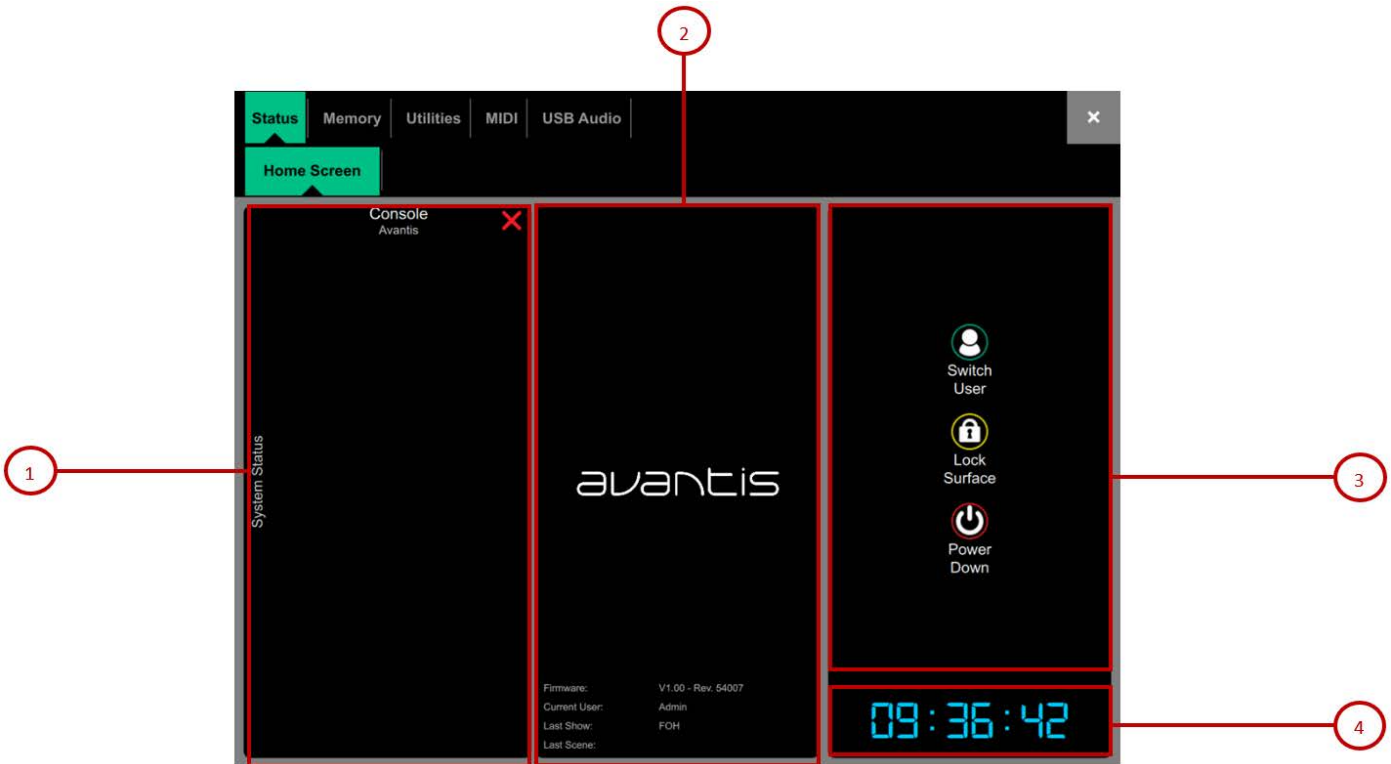 2
Status Memory Utilities MIDI USB Audio ×
Home Screen
Console
Avantis
System Status
1
avantis
Firmware: V1.00 - Rev. 54007
Current User: Admin
Last Show: FOH
Last Scene:
Switch
User
Lock
Surface
Power
Down
3
09:36:42
4